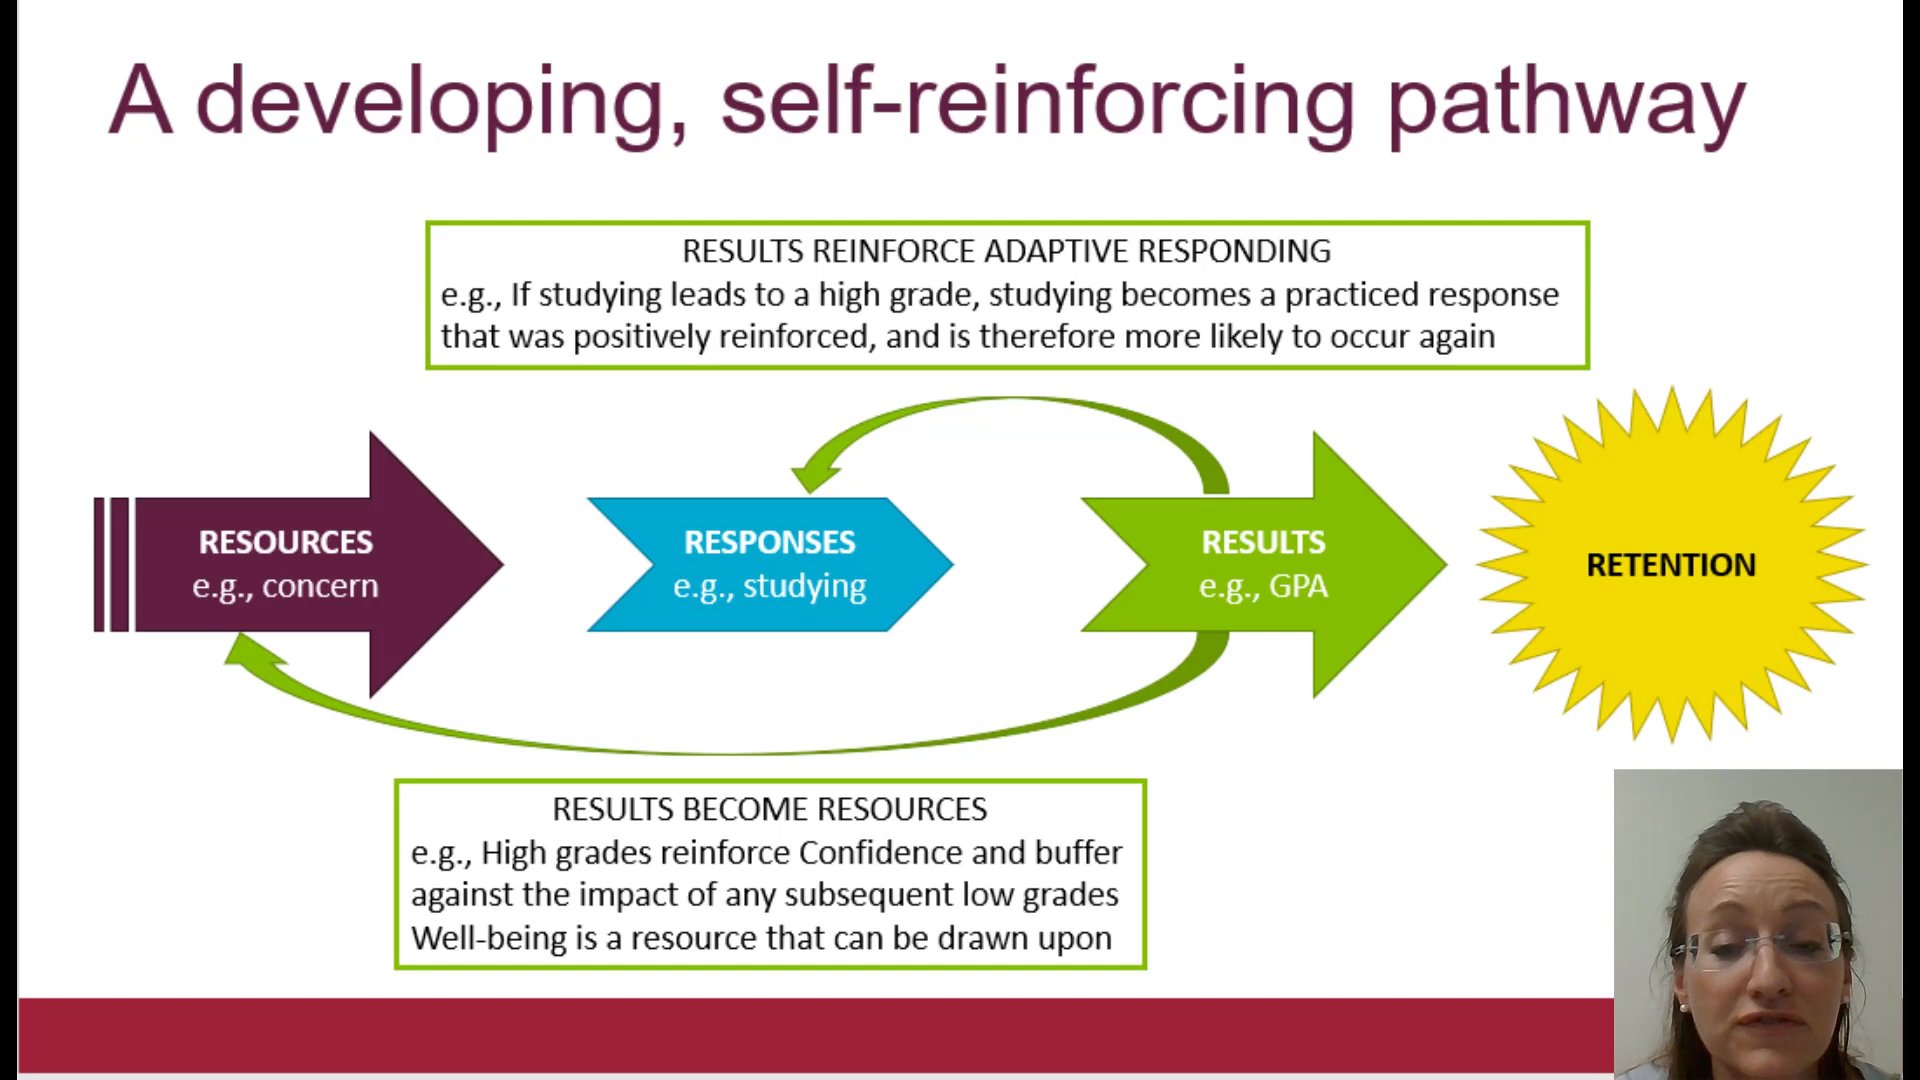 A developing, self-reinforcing pathway
RESULTS REINFORCE ADAPTIVE RESPONDING
e.g., If studying leads to a high grade, studying becomes a practiced response
that was positively reinforced, and is therefore more likely to occur again
RESOURCES
e.g., concern
RESPONSES
e.g., studying
RESULTS
e.g., GPA
RETENTION
RESULTS BECOME RESOURCES
e.g., High grades reinforce Confidence and buffer
against the impact of any subsequent low grades
Well-being is a resource that can be drawn upon